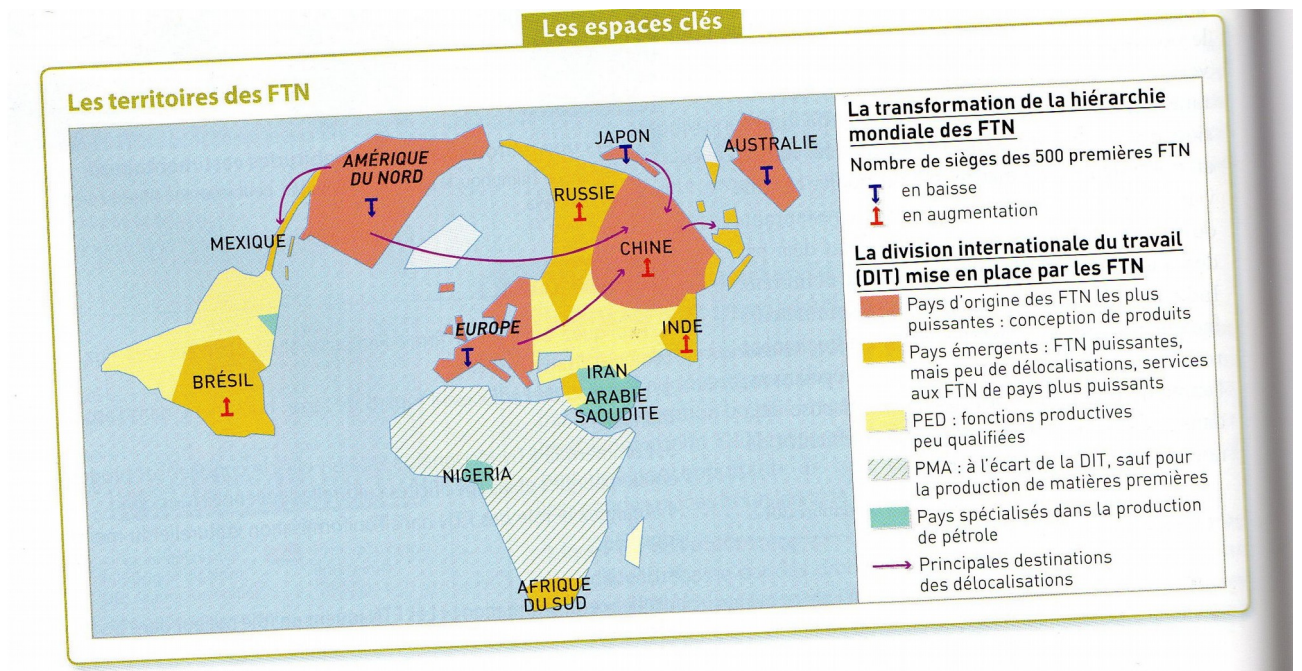 Les espaces clés
Les territoires des FTN
AMÉRIQUE
DU NORD
MEXIQUE
BRÉSIL
EUROPE
RUSSIE
JAPON
AUSTRALIE
CHINE
INDE
IRAN
ARABIE
SAOUDITE
NIGERIA
AFRIQUE
DU SUD
La transformation de la hiérarchie
mondiale des FTN
Nombre de sièges des 500 premières FTN
en baisse
en augmentation
La division internationale du travail
(DIT) mise en place par les FTN
Pays d'origine des FTN les plus
puissantes : conception de produits
Pays émergents : FTN puissantes,
mais peu de délocalisations, services
aux FTN de pays plus puissants
PED : fonctions productives
peu qualifiées
PMA : à l'écart de la DIT, sauf pour
la production de matières premières
Pays spécialisés dans la production
de pétrole
Principales destinations
des délocalisations